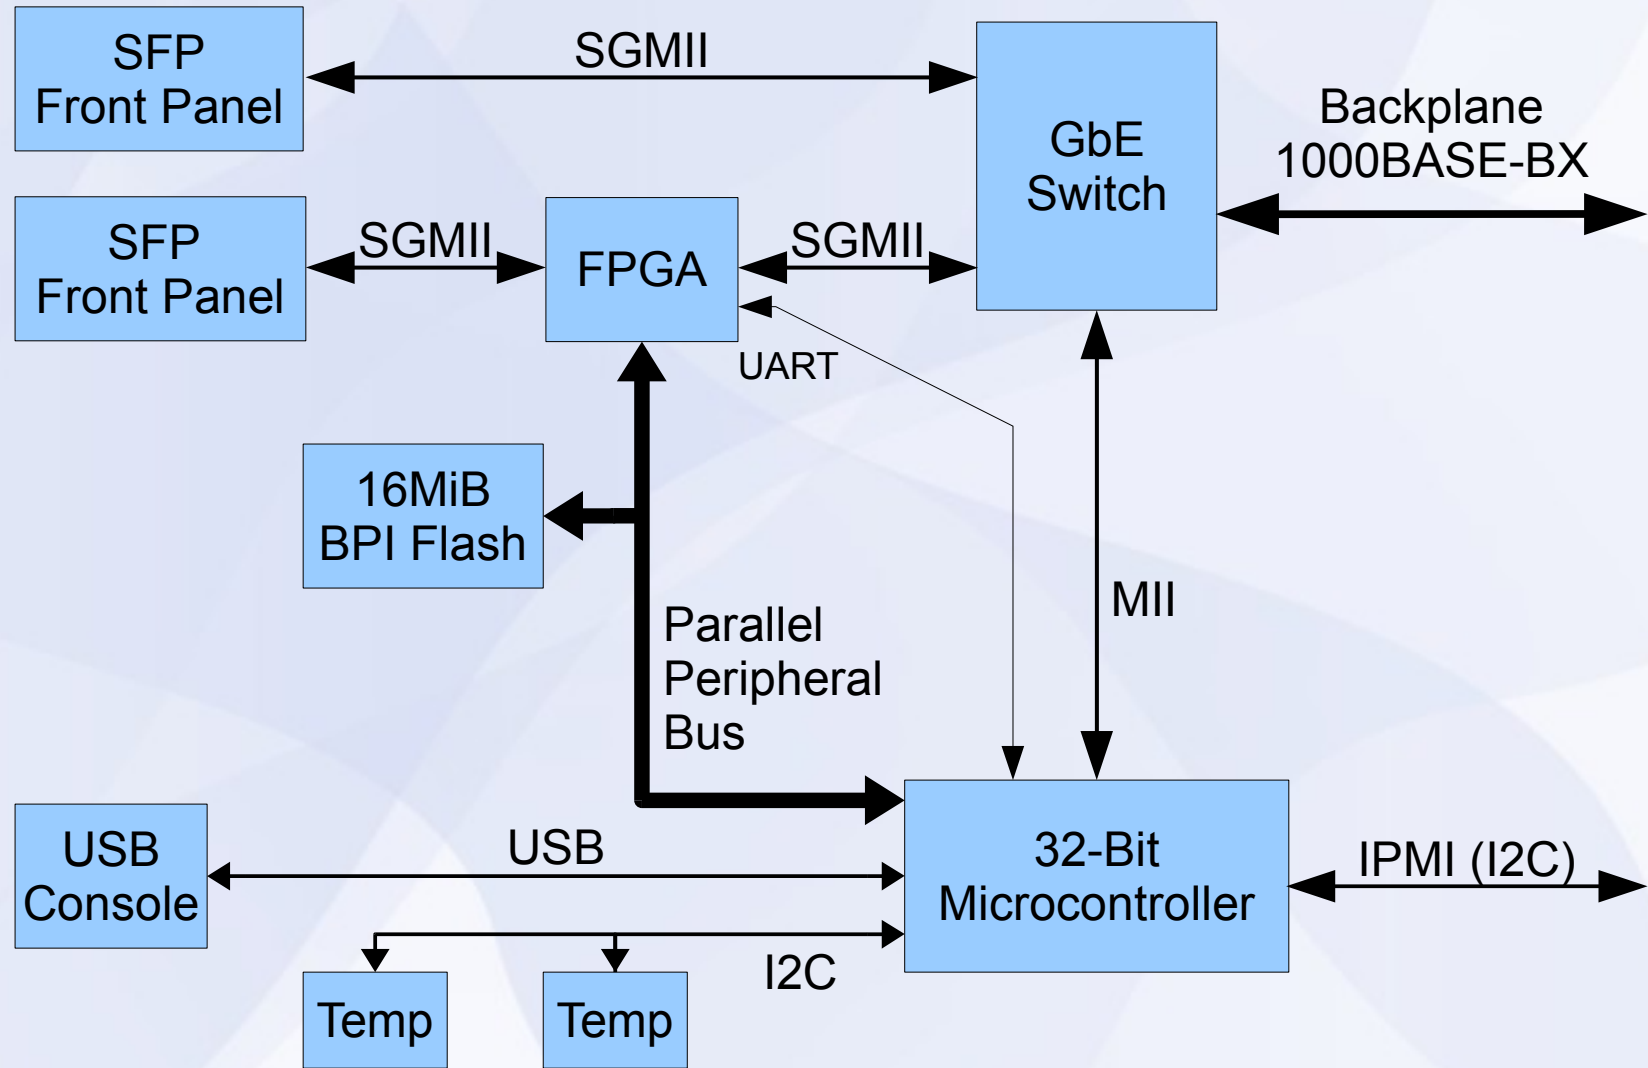 SFP
Front Panel
SGMII
GbE
Switch
Backplane
1000BASE-BX
SFP
Front Panel
SGMII
FPGA
SGMII
UART
16MiB
BPI Flash
Parallel
Peripheral
Bus
MII
USB
Console
USB
32-Bit
Microcontroller
IPMI (I2C)
I2C
Temp
Temp